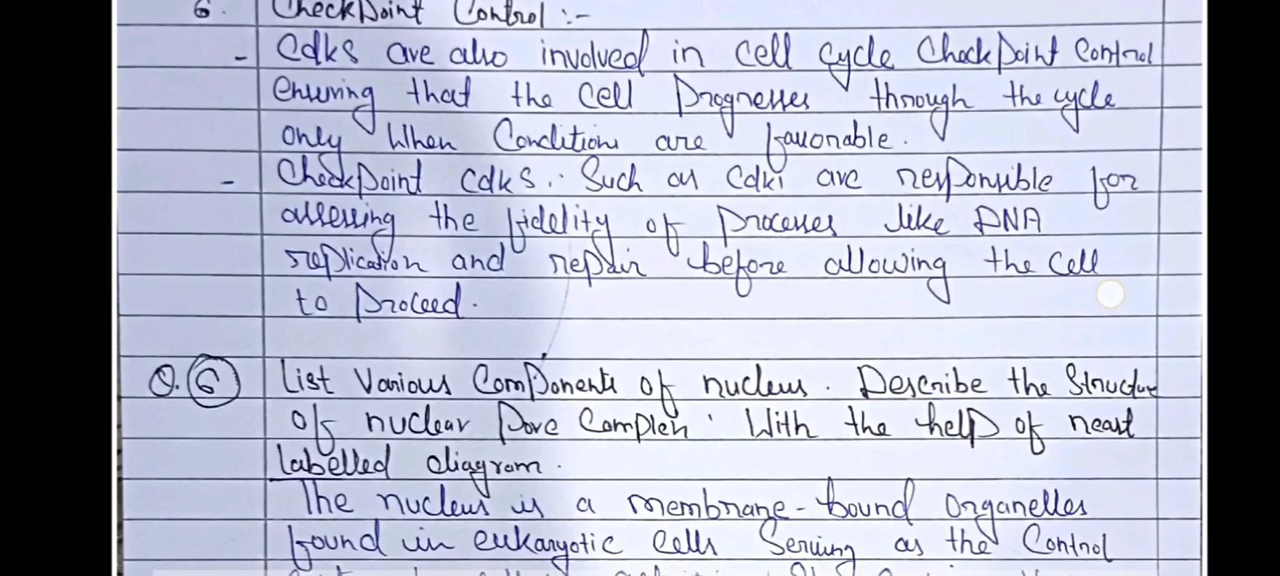 6. CheckPoint Control :-
- Cdks are also involved in cell cycle CheckPoint Control
ensuring that the cell Progresses through the cycle
only When Conditions are favorable.
- CheckPoint cdks. Such as Cdk1 are responsible for
assessing the fidelity of Processes like DNA
replication and repair before allowing the cell
to Proceed.
Q. 6 List Various Components of nucleus. Describe the Structure
of nuclear Pore Complex. With the help of neat
labelled diagram.
The nucleus is a membrane-bound organelles
found in eukaryotic cells Serving as the Control